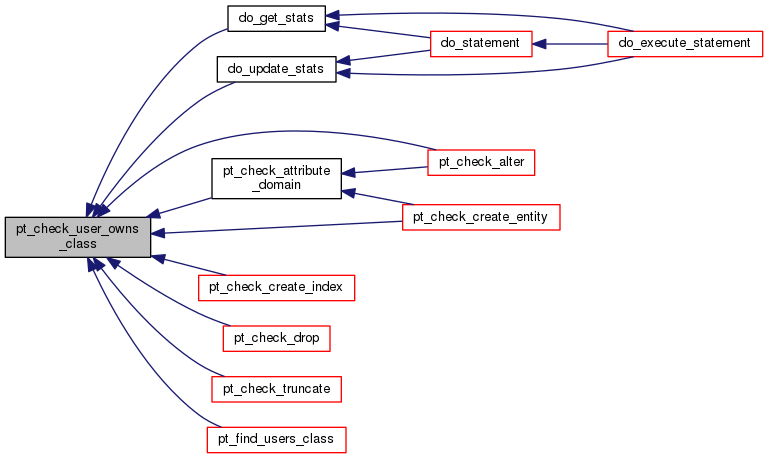 do_get_stats
do_statement
do_execute_statement
do_update_stats
pt_check_alter
pt_check_attribute
_domain
pt_check_create_entity
pt_check_user_owns
_class
pt_check_create_index
pt_check_drop
pt_check_truncate
pt_find_users_class